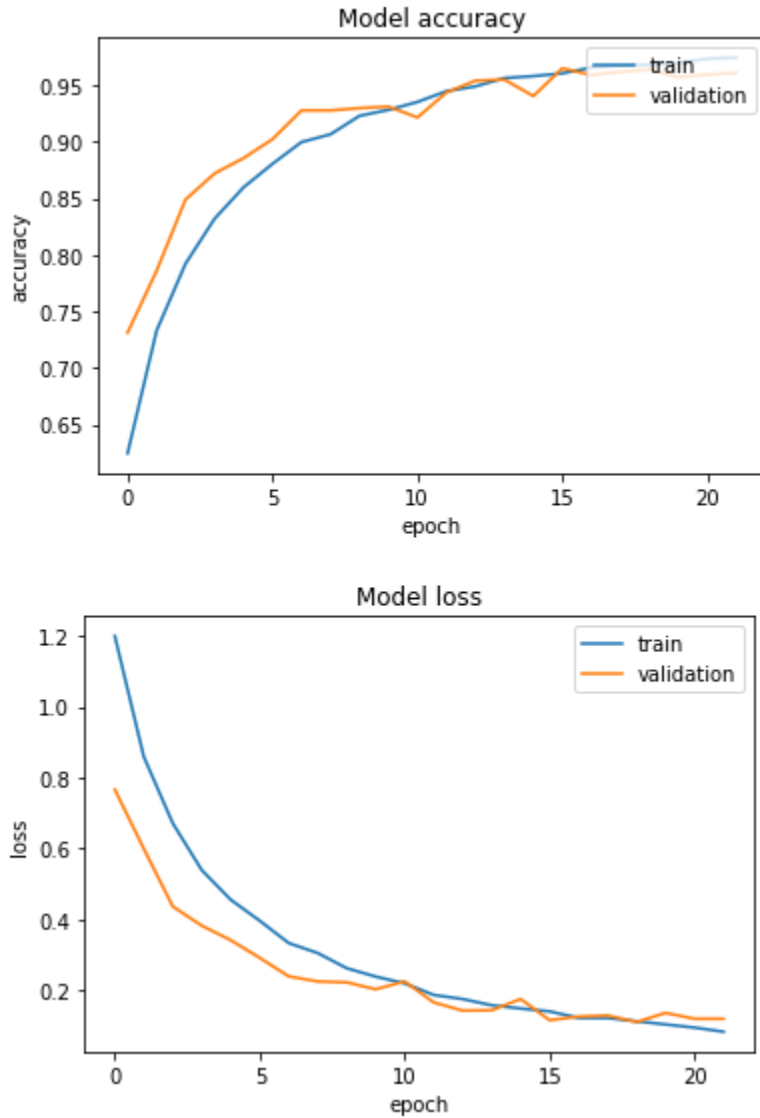 Model accuracy
train
validation
0.95
0.90
0.85
0.80
0.75
0.70
0.65
accuracy
0 5 10 15 20
epoch
Model loss
train
validation
1.2
1.0
0.8
0.6
0.4
0.2
loss
0 5 10 15 20
epoch